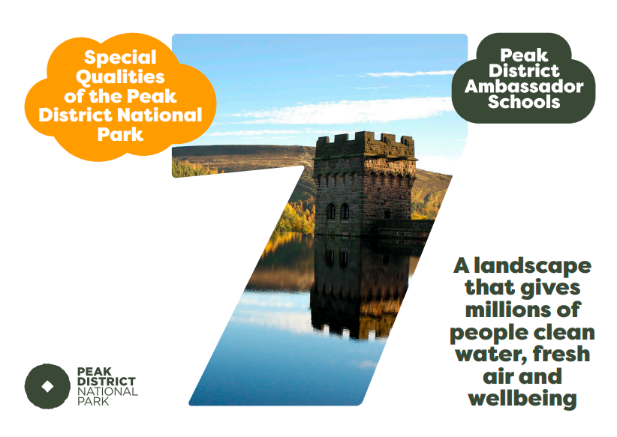 Special
Qualities
of the Peak
District National
Park
7
Peak
District
Ambassador
Schools
A landscape
that gives
millions of
people clean
water, fresh
air and
wellbeing
PEAK
DISTRICT
NATIONAL
PARK